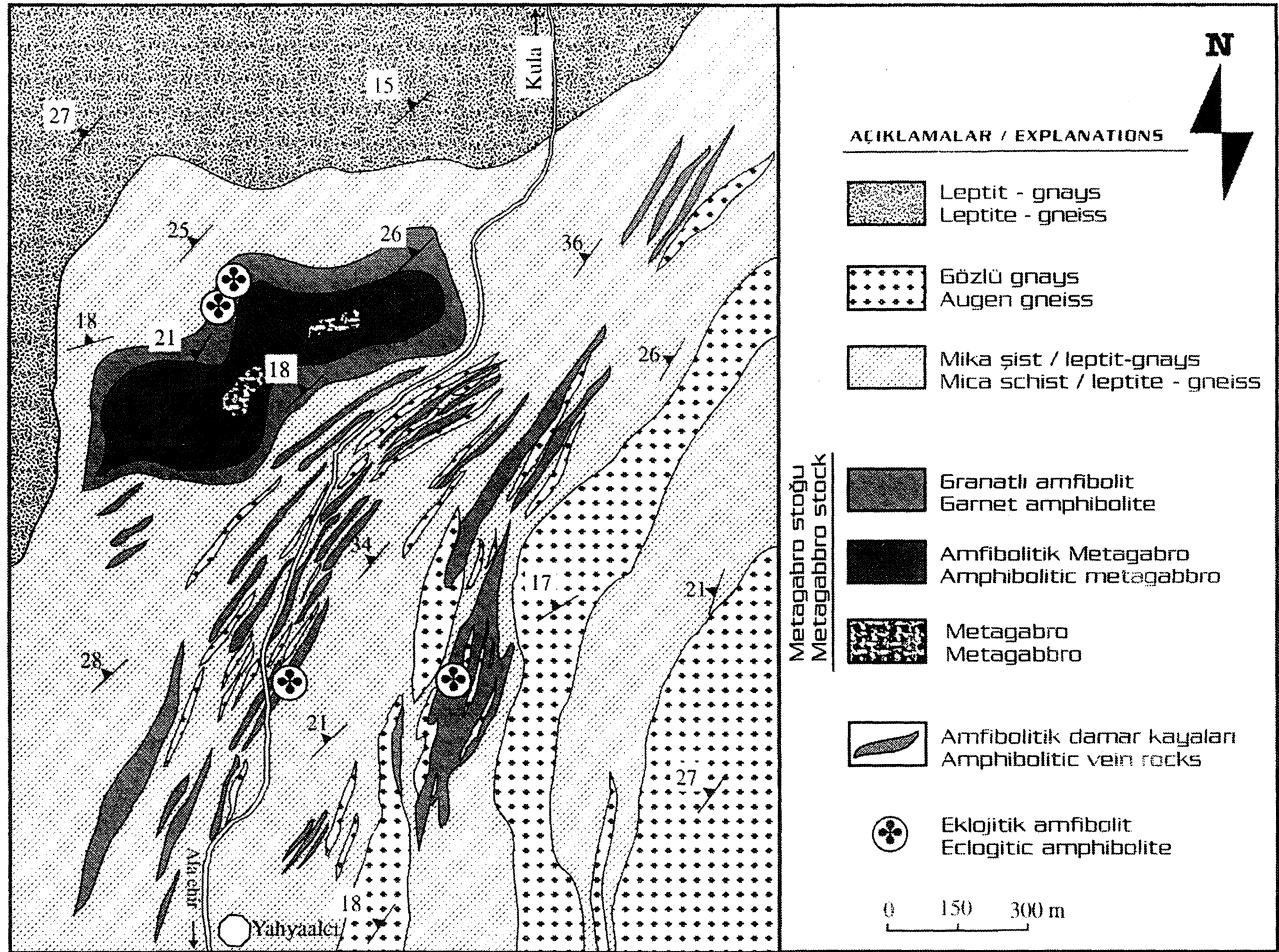 Kula
N
15
27
25
26
36
18
21
18
26
34
17
21
28
21
27
18
Yahyaalcı
AÇIKLAMALAR / EXPLANATIONS
Leptit - gnays
Leptite - gneiss
Gözlü gnays
Augen gneiss
Mika şist / leptit-gnays
Mica schist / leptite - gneiss
Metagabro stoğu
Metagabbro stock
Granatlı amfibolit
Garnet amphibolite
Amfibolitik Metagabro
Amphibolitic metagabbro
Metagabro
Metagabbro
Amfibolitik damar kayaları
Amphibolitic vein rocks
Eklojitik amfibolit
Eclogitic amphibolite
0 150 300 m